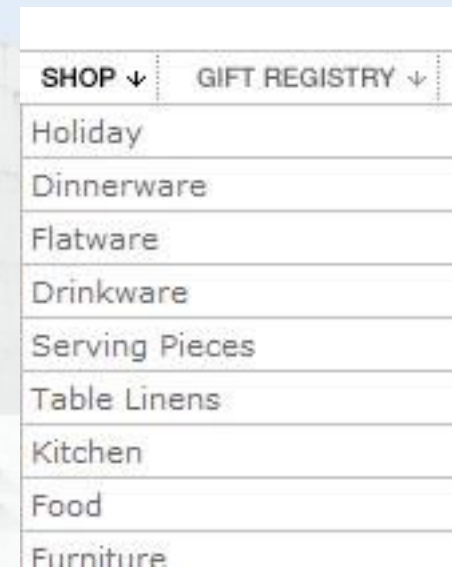 SHOP ↓ GIFT REGISTRY ↓
Holiday
Dinnerware
Flatware
Drinkware
Serving Pieces
Table Linens
Kitchen
Food
Furniture